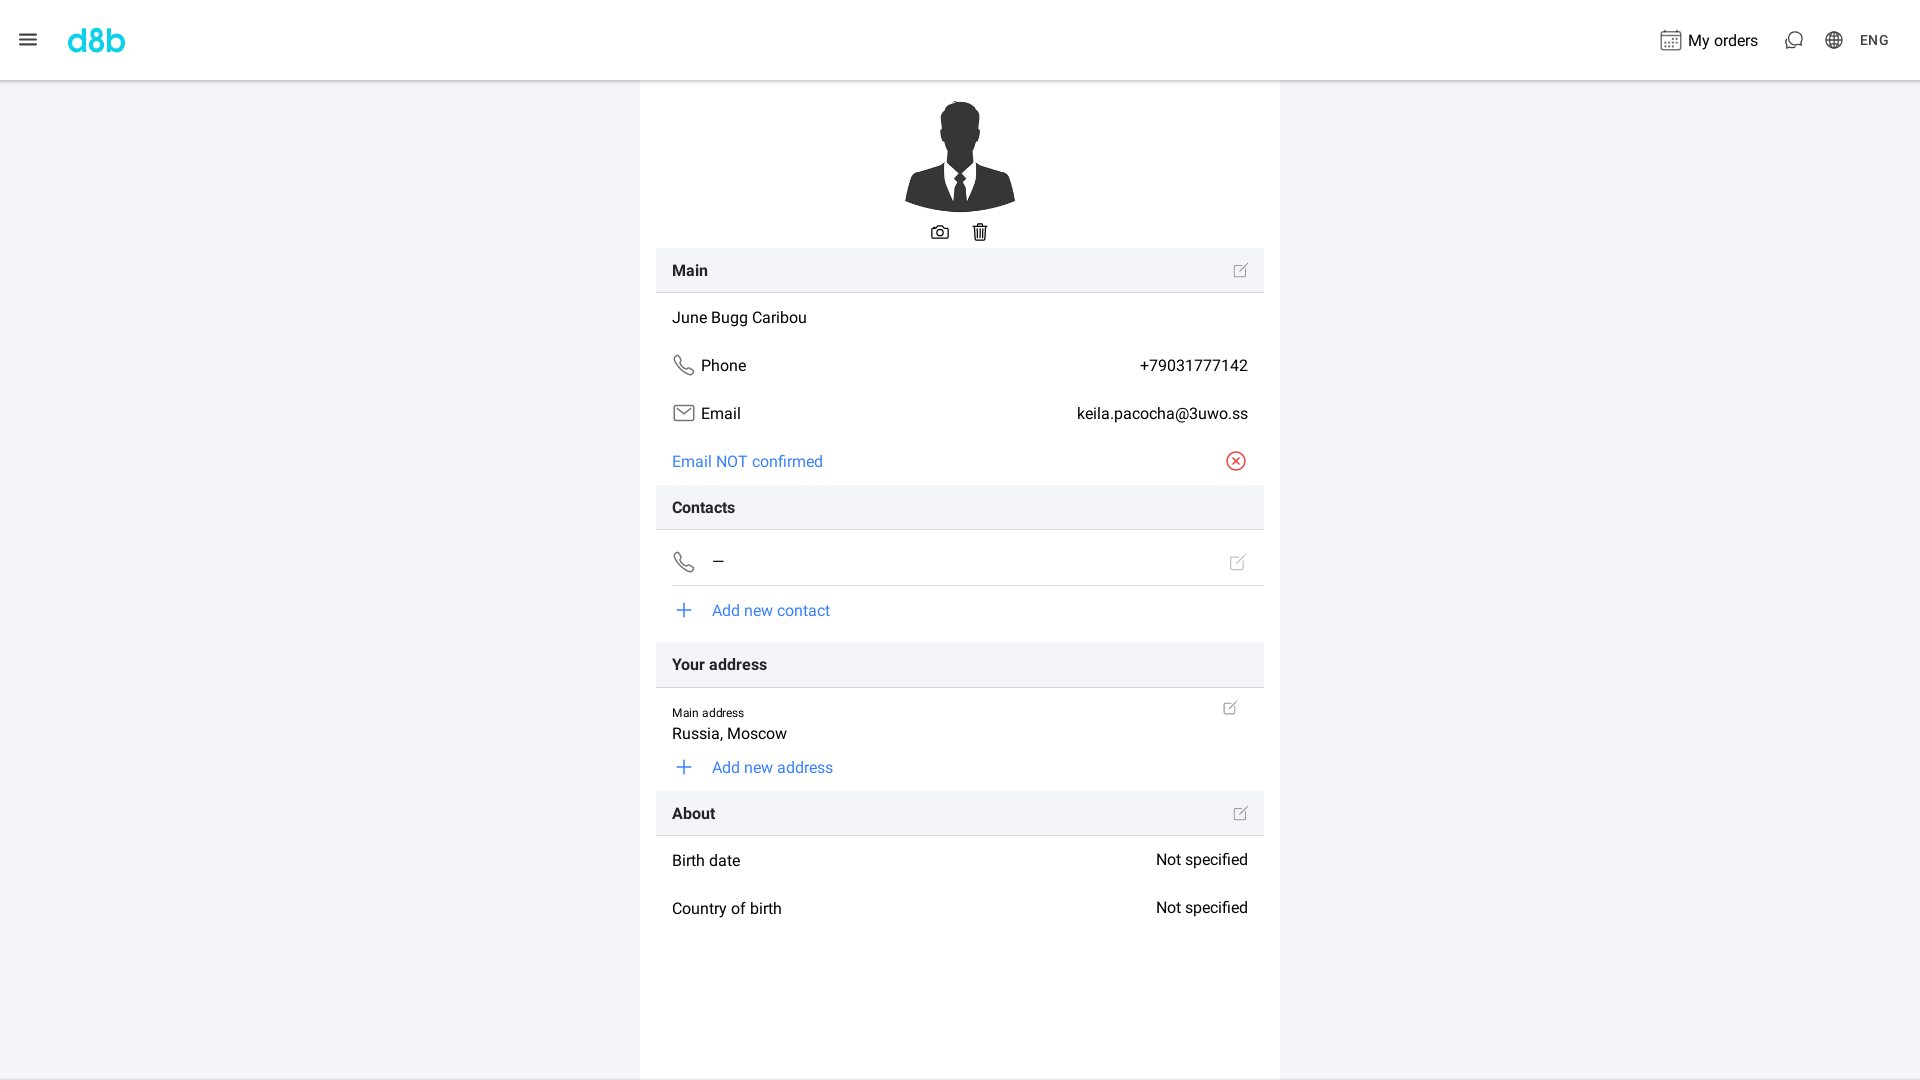 d8b
My orders
ENG
Main
June Bugg Caribou
Phone
+79031777142
Email
keila.pacocha@3uwo.ss
Email NOT confirmed
Contacts
–
Add new contact
Your address
Main address
Russia, Moscow
Add new address
About
Birth date
Not specified
Country of birth
Not specified